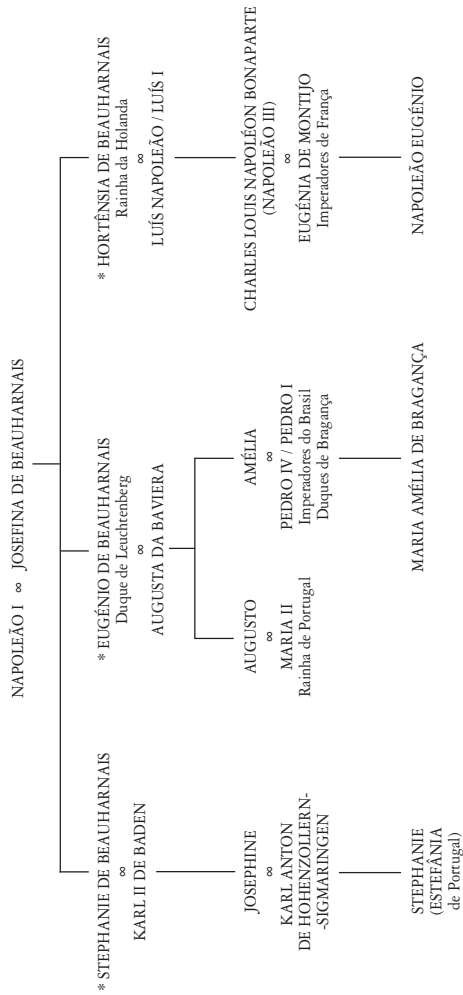 NAPOLEÃO I ∞ JOSEFINA DE BEAUHARNAIS
* STEPHANIE DE BEAUHARNAIS
∞
KARL II DE BADEN
JOSEPHINE
∞
KARL ANTON
DE HOHENZOLLERN-
-SIGMARINGEN
STEPHANIE
(ESTEFÂNIA
de Portugal)
* EUGÉNIO DE BEAUHARNAIS
Duque de Leuchtenberg
∞
AUGUSTA DA BAVIERA
AUGUSTO
∞
MARIA II
Rainha de Portugal
AMÉLIA
∞
PEDRO IV / PEDRO I
Imperadores do Brasil
Duques de Bragança
MARIA AMÉLIA DE BRAGANÇA
* HORTÊNSIA DE BEAUHARNAIS
Rainha da Holanda
∞
LUÍS NAPOLEÃO / LUÍS I
CHARLES LOUIS NAPOLÉON BONAPARTE
(NAPOLEÃO III)
∞
EUGÉNIA DE MONTIJO
Imperadores de França
NAPOLEÃO EUGÉNIO